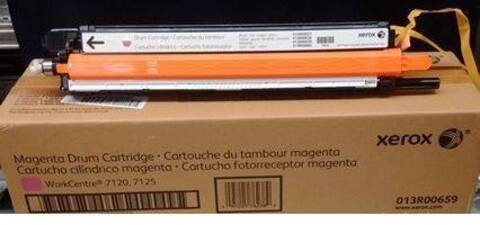 Magenta Drum Cartridge • Cartouche du tambour
Cartucho cilíndrico • Cartucho fotorreceptor
xerox
Magenta Drum Cartridge • Cartouche du tambour magenta
Cartucho cilíndrico magenta • Cartucho fotorreceptor magenta
WorkCentre® 7120, 7125
xerox
013R00659
www.xerox.com